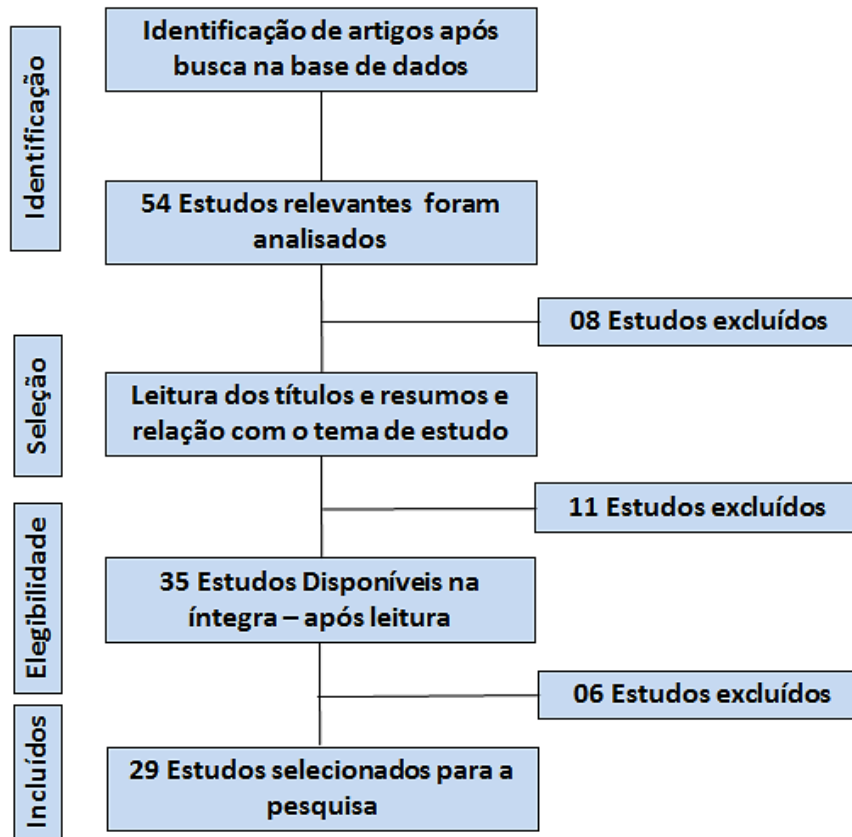 Identificação
Identificação de artigos após
busca na base de dados
54 Estudos relevantes foram
analisados
08 Estudos excluídos
Seleção
Leitura dos títulos e resumos e
relação com o tema de estudo
11 Estudos excluídos
Elegibilidade
35 Estudos Disponíveis na
íntegra – após leitura
06 Estudos excluídos
Incluídos
29 Estudos selecionados para a
pesquisa